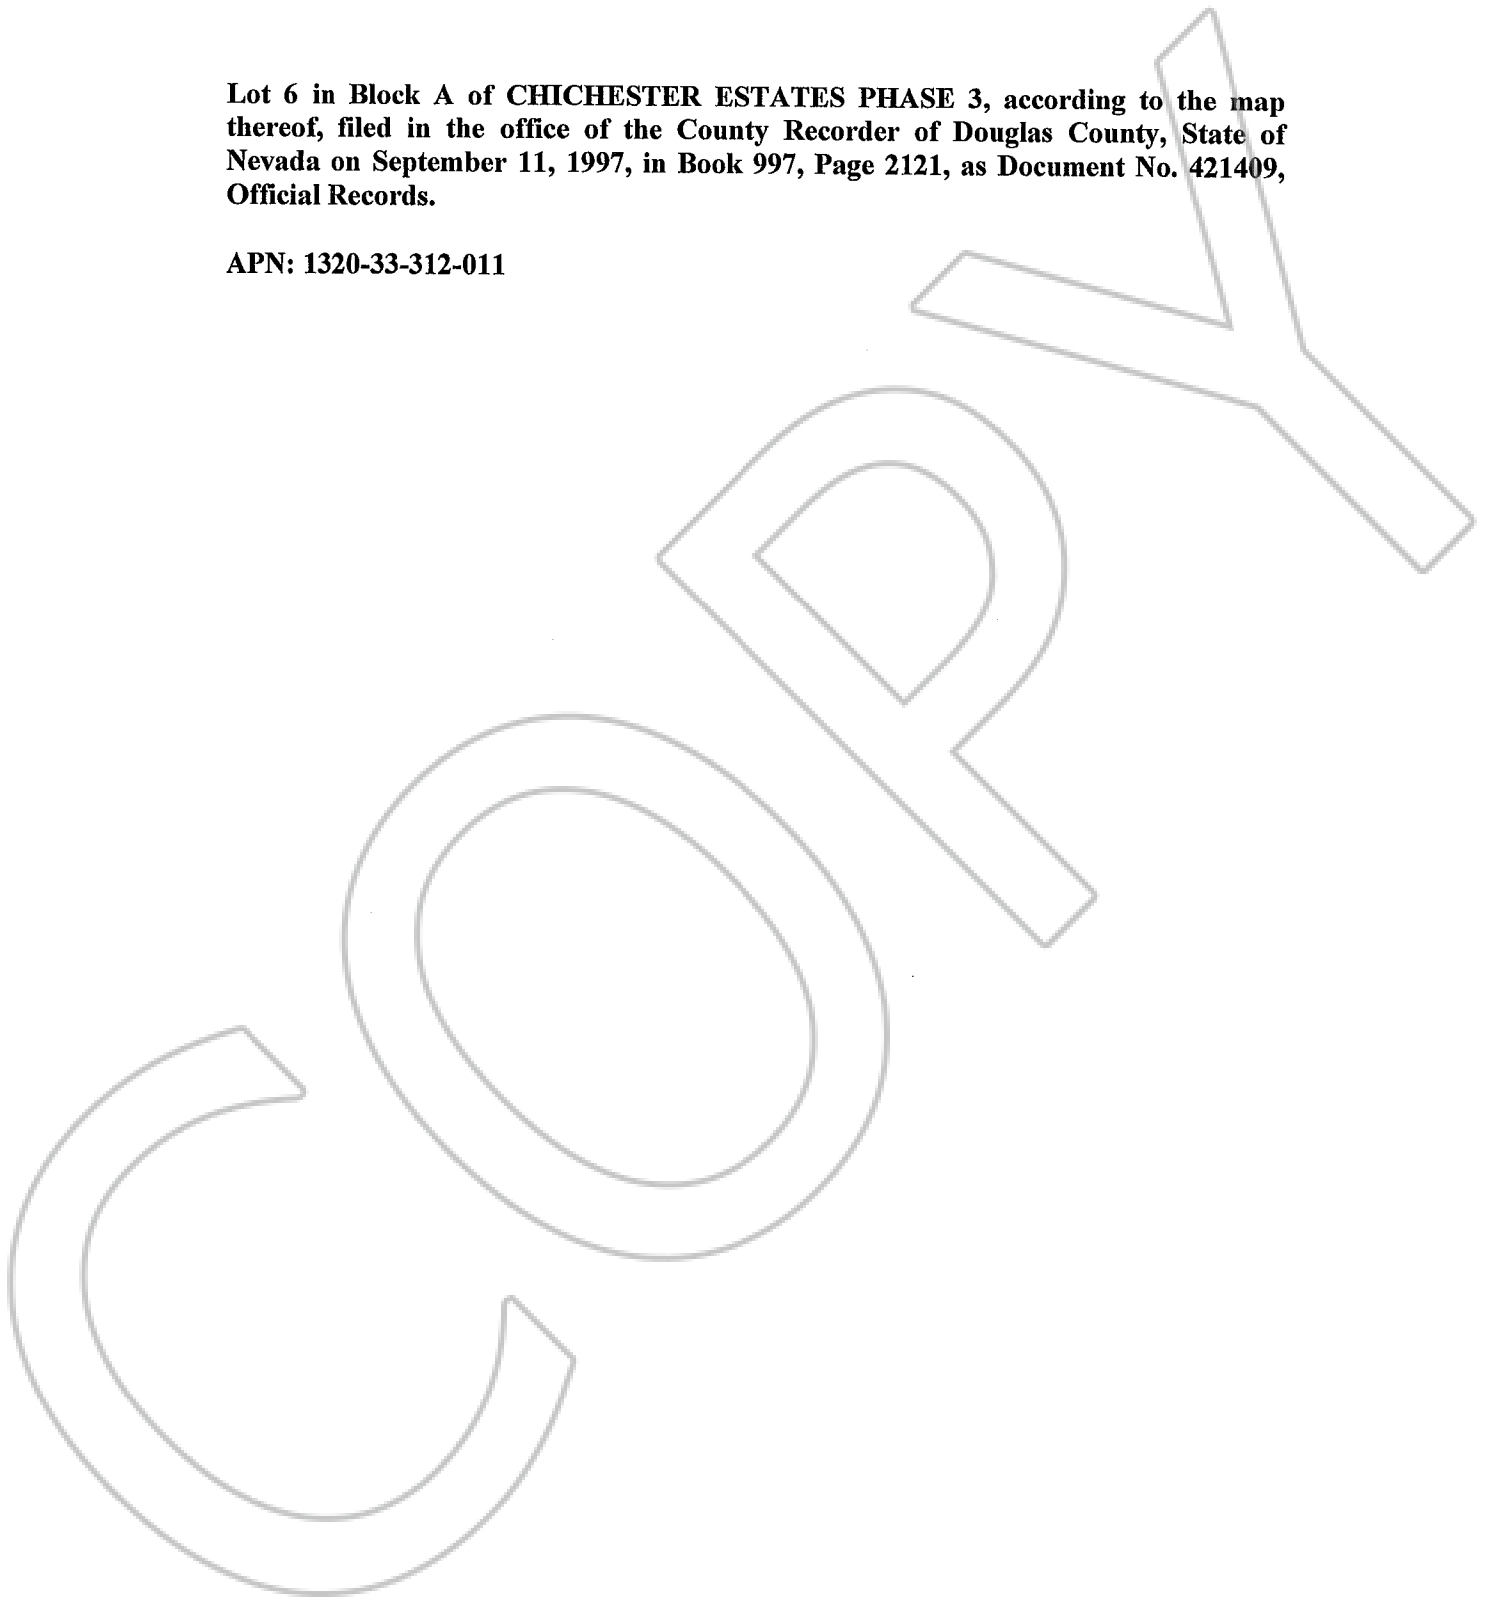 Lot 6 in Block A of CHICHESTER ESTATES PHASE 3, according to the map
thereof, filed in the office of the County Recorder of Douglas County, State of
Nevada on September 11, 1997, in Book 997, Page 2121, as Document No. 421409,
Official Records.
APN: 1320-33-312-011
COPY